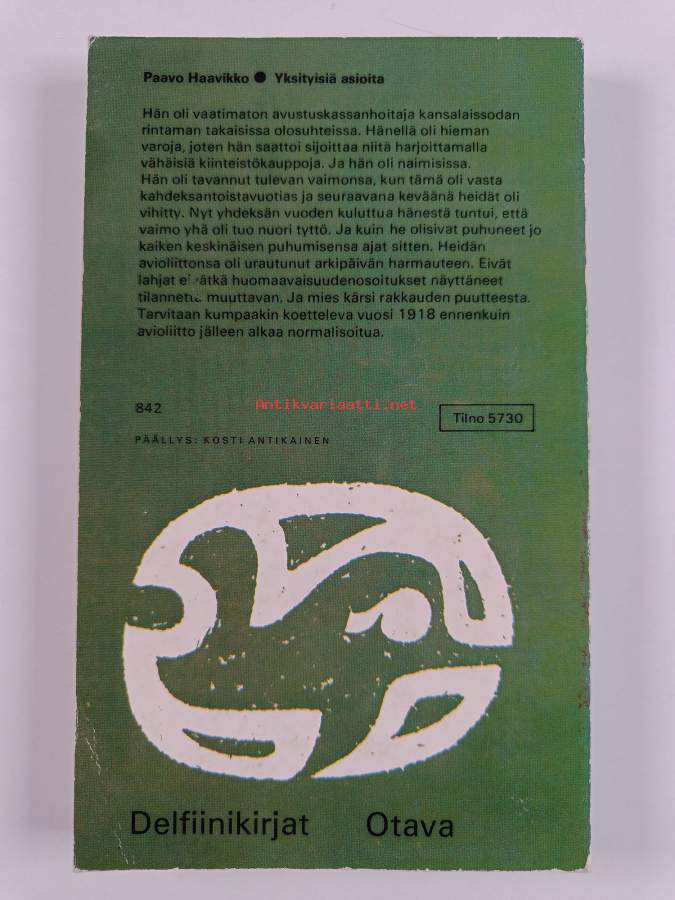 Paavo Haavikko ● Yksityisiä asioita
Hän oli vaatimaton avustuskassanhoitaja kansalaissodan
rintaman takaisissa olosuhteissa. Hänellä oli hieman
varoja, joten hän saattoi sijoittaa niitä harjoittamalla
vähäisiä kiinteistökauppoja. Ja hän oli naimisissa.
Hän oli tavannut tulevan vaimonsa, kun tämä oli vasta
kahdeksantoistavuotias ja seuraavana keväänä heidät oli
vihitty. Nyt yhdeksän vuoden kuluttua hänestä tuntui, että
vaimo yhä oli tuo nuori tyttö. Ja kuin he olisivat puhuneet jo
kaiken keskinäisen puhumisensa ajat sitten. Heidän
avioliittonsa oli urautunut arkipäivän harmauteen. Eivät
lahjat eivätkä huomaavaisuudenosoitukset näyttäneet
tilannetta muuttavan. Ja mies kärsi rakkauden puutteesta.
Tarvitaan kumpaakin koetteleva vuosi 1918 ennenkuin
avioliitto jälleen alkaa normalisoitua.
842
Antikvariaatti.net
Tilno 5730
PÄÄLLYS: KOSTI ANTIKAINEN
Delfiinikirjat Otava